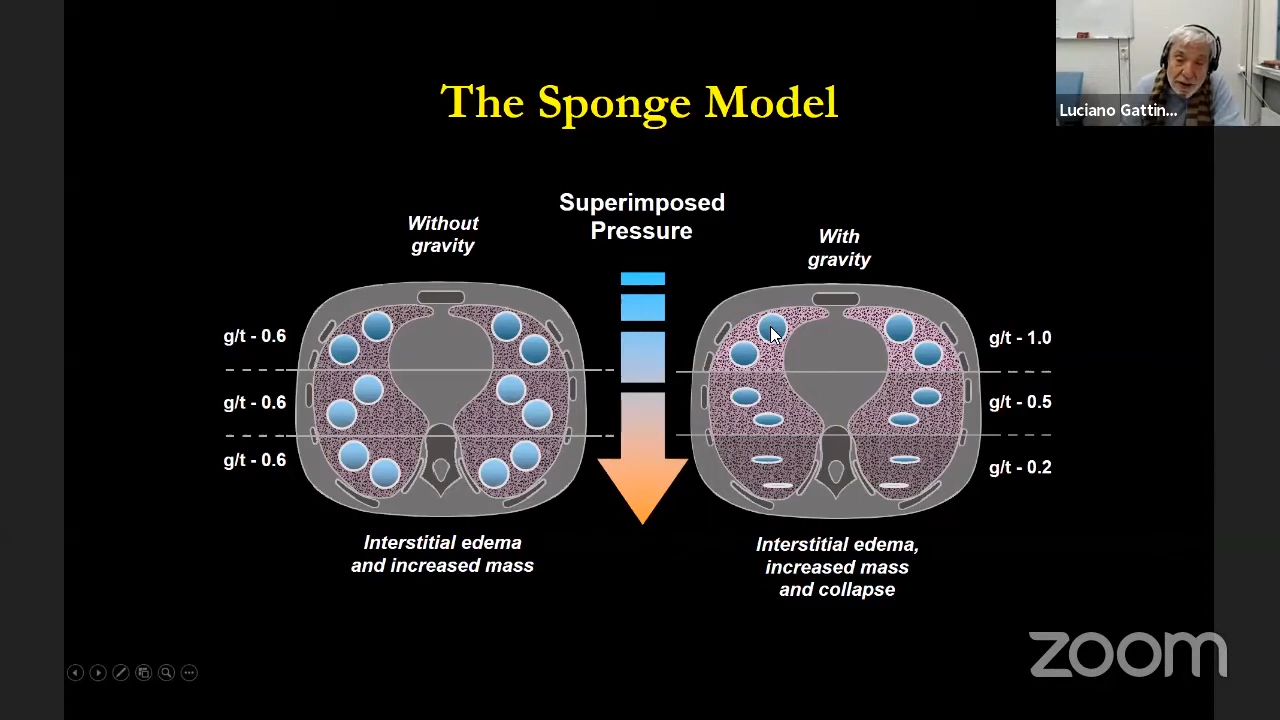 Luciano Gattin...
The Sponge Model
Superimposed
Pressure
Without
gravity
With
gravity
g/t - 0.6
g/t - 0.6
g/t - 0.6
g/t - 1.0
g/t - 0.5
g/t - 0.2
Interstitial edema
and increased mass
Interstitial edema,
increased mass
and collapse
zoom